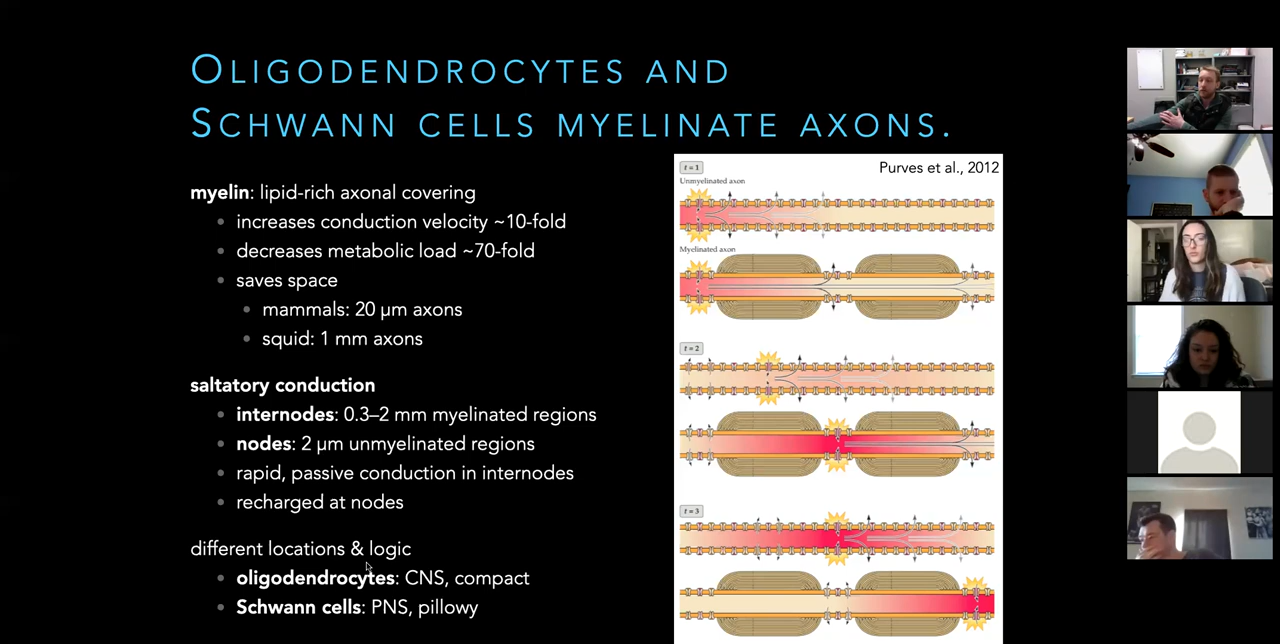 OLIGODENDROCYTES AND
SCHWANN CELLS MYELINATE AXONS.
myelin: lipid-rich axonal covering
increases conduction velocity ~10-fold
decreases metabolic load ~70-fold
saves space
mammals: 20 µm axons
squid: 1 mm axons
saltatory conduction
internodes: 0.3–2 mm myelinated regions
nodes: 2 µm unmyelinated regions
rapid, passive conduction in internodes
recharged at nodes
different locations & logic
oligodendrocytes: CNS, compact
Schwann cells: PNS, pillowy
Purves et al., 2012
t = 1
Unmyelinated axon
Myelinated axon
t = 2
t = 3